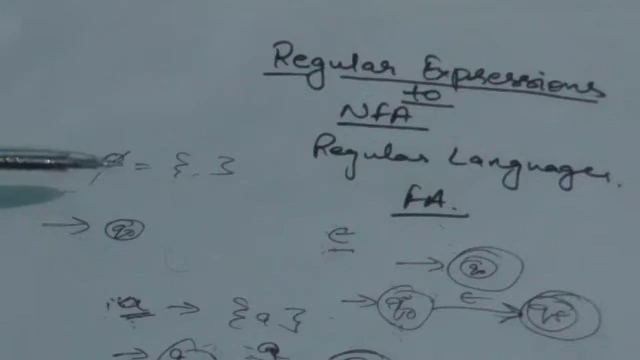 Regular Expressions
to
NFA
Regular Languages.
FA.
φ = { }
→ q₀
ε
→ q₀
a → {a}
→ q₀ ε → qf
→ a